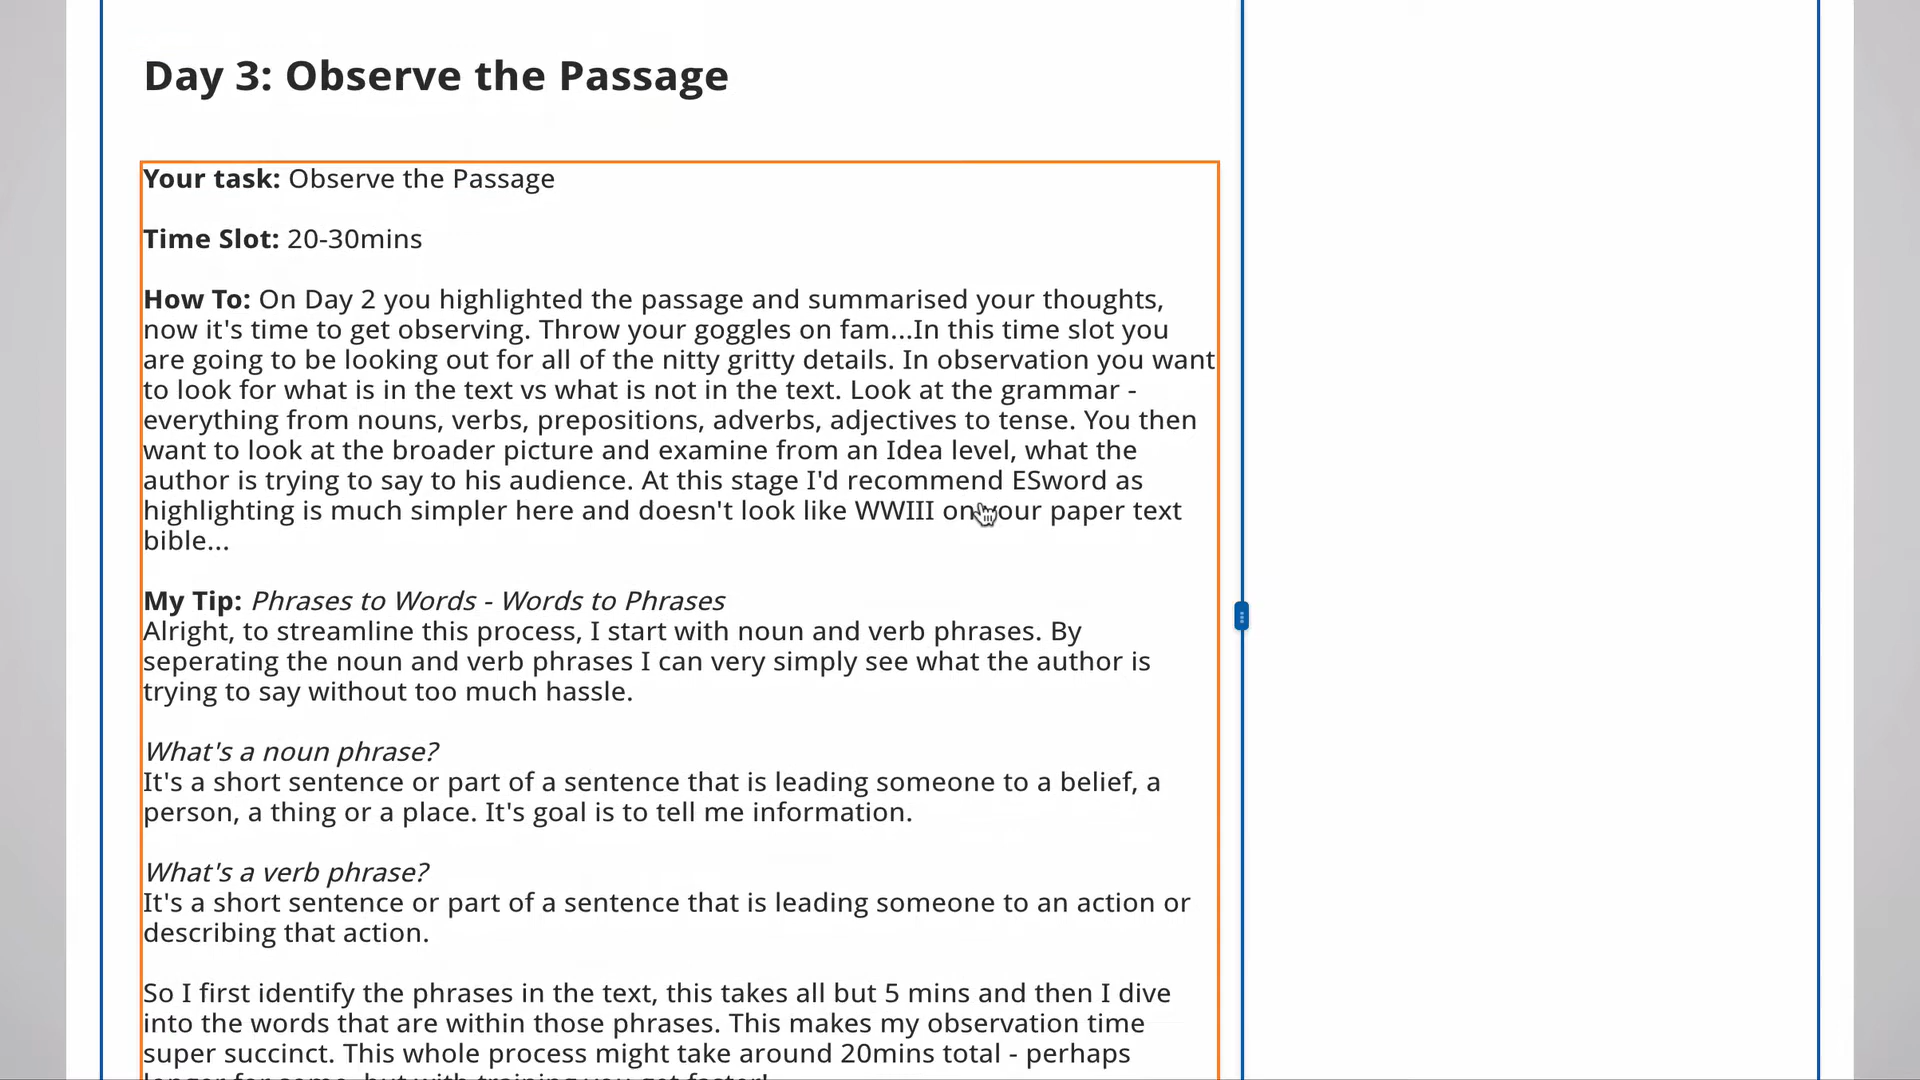 Day 3: Observe the Passage
Your task: Observe the Passage
Time Slot: 20-30mins
How To: On Day 2 you highlighted the passage and summarised your thoughts,
now it's time to get observing. Throw your goggles on fam...In this time slot you
are going to be looking out for all of the nitty gritty details. In observation you want
to look for what is in the text vs what is not in the text. Look at the grammar -
everything from nouns, verbs, prepositions, adverbs, adjectives to tense. You then
want to look at the broader picture and examine from an Idea level, what the
author is trying to say to his audience. At this stage I'd recommend ESword as
highlighting is much simpler here and doesn't look like WWIII on your paper text
bible...
My Tip: Phrases to Words - Words to Phrases
Alright, to streamline this process, I start with noun and verb phrases. By
seperating the noun and verb phrases I can very simply see what the author is
trying to say without too much hassle.
What's a noun phrase?
It's a short sentence or part of a sentence that is leading someone to a belief, a
person, a thing or a place. It's goal is to tell me information.
What's a verb phrase?
It's a short sentence or part of a sentence that is leading someone to an action or
describing that action.
So I first identify the phrases in the text, this takes all but 5 mins and then I dive
into the words that are within those phrases. This makes my observation time
super succinct. This whole process might take around 20mins total - perhaps
longer for some, but with training you get faster!